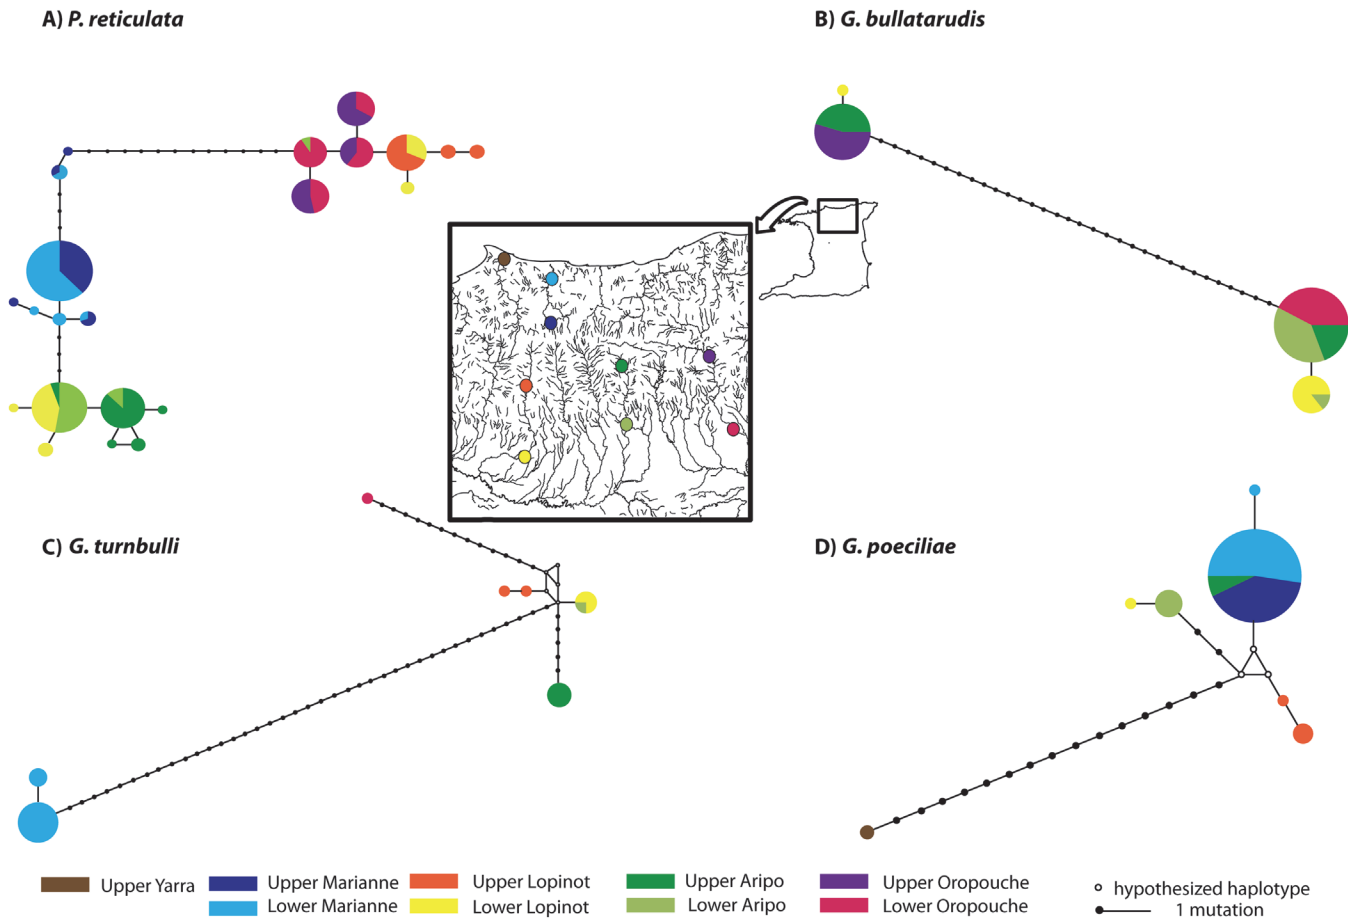 A) P. reticulata
B) G. bullatarudis
C) G. turnbulli
D) G. poeciliae
Upper Yarra
Upper Marianne
Lower Marianne
Upper Lopinot
Lower Lopinot
Upper Aripo
Lower Aripo
Upper Oropouche
Lower Oropouche
hypothesized haplotype
1 mutation